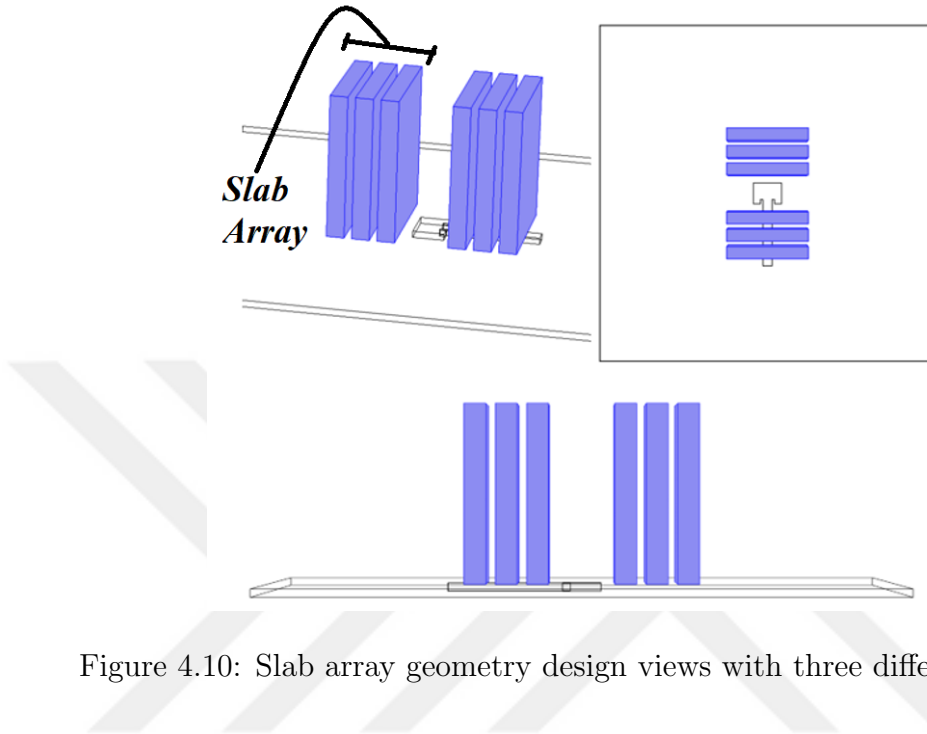 Slab
Array
Figure 4.10: Slab array geometry design views with three diffe